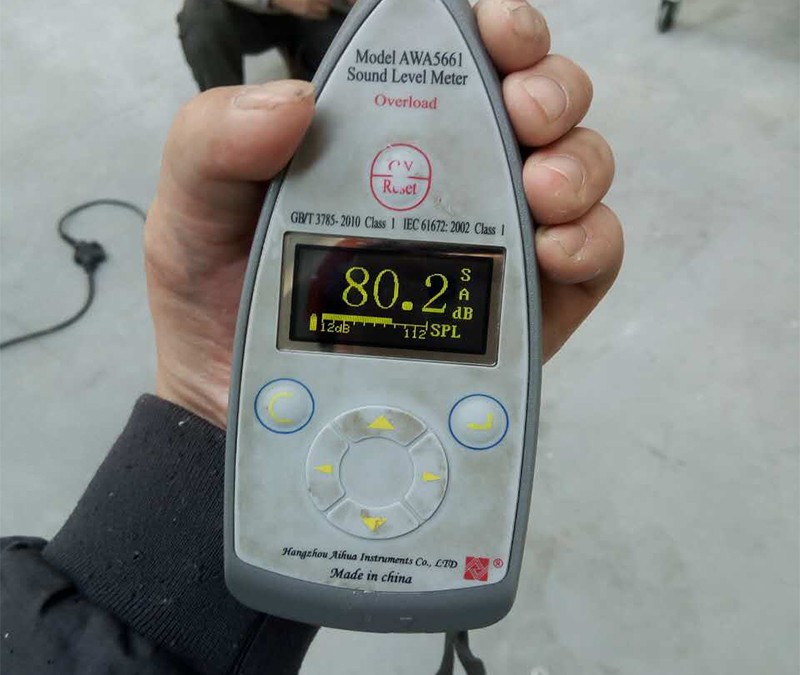 Model AWA5661
Sound Level Meter
Overload
Reset
GB/T 3785- 2010 Class 1 IEC 61672: 2002 Class 1
80.2
S
A
dB
12dB 112 SPL
Hangzhou Aihua Instruments Co., LTD ®
Made in china